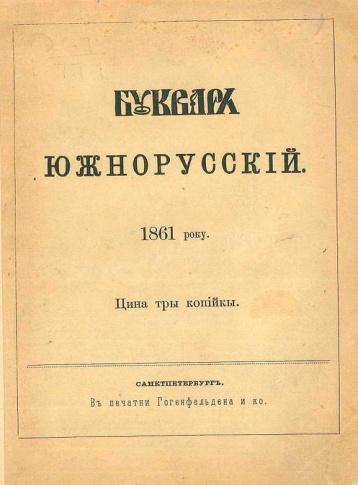 БУКВАРЬ
ЮЖНОРУССКІЙ.
1861 року.
Цина тры копійкы.
САНКТПЕТЕРБУРГЪ.
Въ печатни Гогенфельдена и ко.